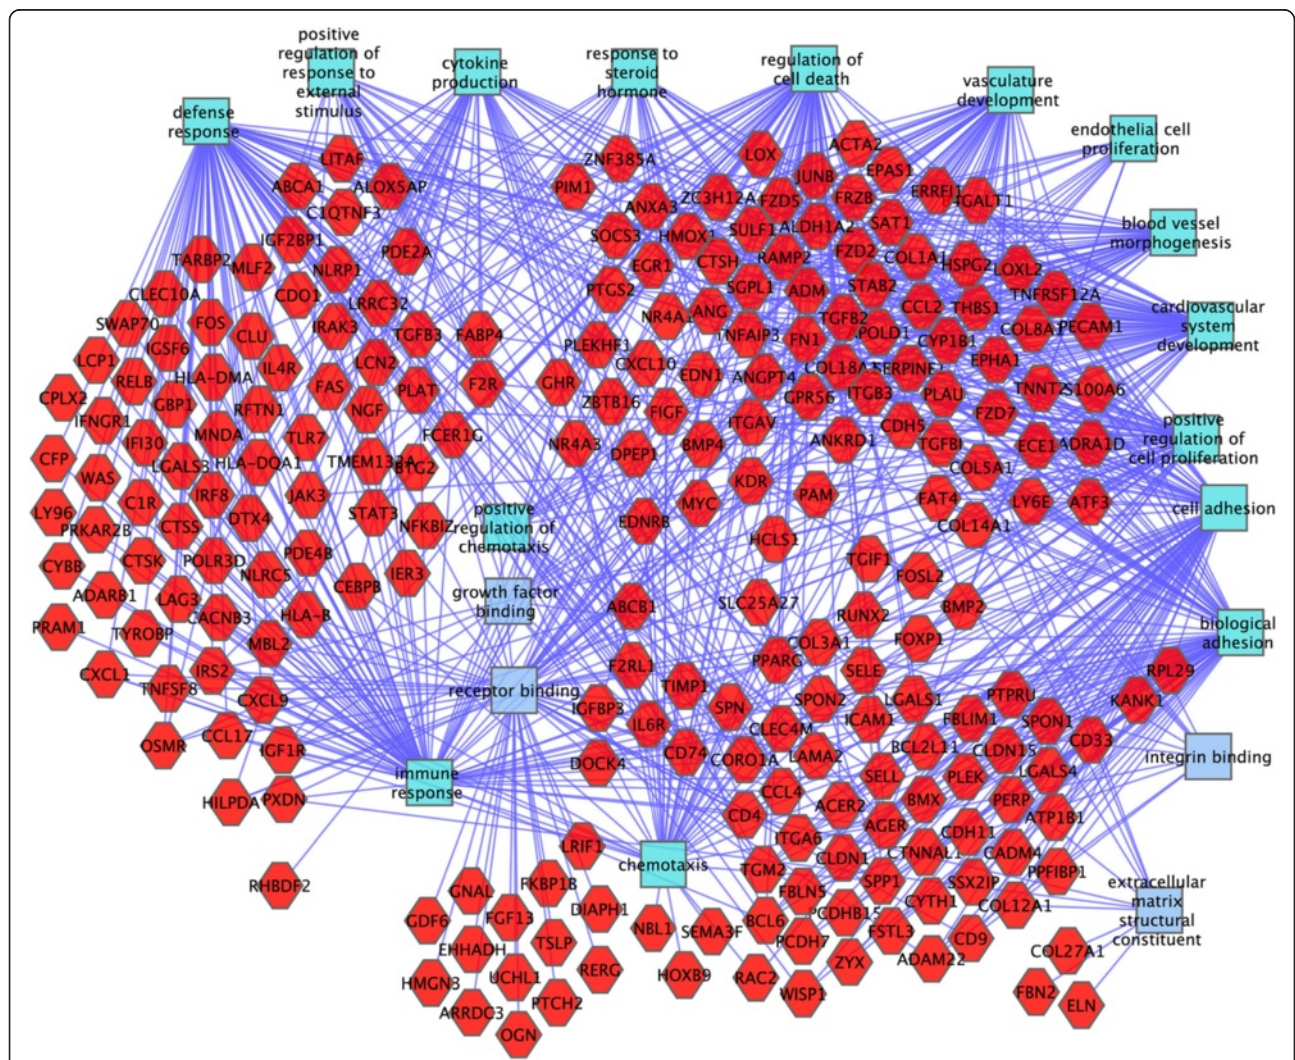 positive
regulation of
response to
external
stimulus
cytokine
production
response to
steroid
hormone
regulation of
cell death
vasculature
development
defense
response
endothelial cell
proliferation
blood vessel
morphogenesis
cardiovascular
system
development
positive
regulation of
cell proliferation
cell adhesion
biological
adhesion
integrin binding
extracellular
matrix
structural
constituent
positive
regulation of
chemotaxis
growth factor
binding
receptor binding
immune
response
chemotaxis
LITAF
ABCA1
ALOX5AP
C1QTNF3
IGF2BP1
PDE2A
TARBP2
MLF2
NLRP1
CLEC10A
CDO1
LRRC32
SWAP70
FOS
CLU
IRAK3
TGFB3
FABP4
LCP1
IGSF6
HLA-DMA
IL4R
LCN2
CPLX2
RELB
GBP1
RFTN1
FAS
NGF
PLAT
F2R
IFNGR1
IFI30
MNDA
TLR7
FCER1G
CFP
WAS
LGALS3
HLA-DQA1
TMEM132A
BTG2
LY96
PRKAR2B
C1R
IRF8
JAK3
CTSS
DTX4
STAT3
NFKBIZ
CYBB
CTSK
POLR3D
PDE4B
NLRC5
CEBPB
IER3
ADARB1
LAG3
CACNB3
HLA-B
PRAM1
TYROBP
MBL2
CXCL1
IRS2
TNFSF8
CXCL9
OSMR
CCL17
IGF1R
HILPDA
PXDN
RHBDF2
ZNF385A
PIM1
LOX
ACTA2
JUNB
EPAS1
ANXA3
ZC3H12A
FZD5
FRZB
ERRFI1
SOCS3
HMOX1
SULF1
ALDH1A2
SAT1
EGR1
CTSH
RAMP2
FZD2
COL1A1
HSPG2
LOXL2
PTGS2
SGPL1
ADM
STAB2
TNFRSF12A
NR4A1
ANG
TGFB2
CCL2
THBS1
PLEKHF1
TNFAIP3
FN1
APOLD1
CYP1B1
COL8A1
PECAM1
CXCL10
GHR
EDN1
ANGPT4
EPHA1
ZBTB16
FIGF
GPR56
ITGB3
PLAU
TNNT2
S100A6
ITGAV
FZD7
NR4A3
DPEP1
BMP4
ANKRD1
CDH5
TGFBI
ECE1
ADRA1D
COL5A1
KDR
MYC
PAM
FAT4
LY6E
ATF3
EDNRB
HCLS1
COL14A1
TGIF1
FOSL2
ABCB1
SLC25A27
RUNX2
BMP2
COL3A1
FOXP1
F2RL1
PPARG
SELE
TIMP1
RPL29
IGFBP3
IL6R
SPN
SPON2
LGALS1
PTPRU
KANK1
CLEC4M
ICAM1
FBLIM1
SPON1
CD74
CORO1A
LAMA2
BCL2L11
CLDN15
CD33
DOCK4
SELL
PLEK
LGALS4
CCL4
ACER2
BMX
PERP
CD4
AGER
ATP1B1
ITGA6
CDH11
CLDN1
CTNNAL1
CADM4
TGM2
SPP1
SSX2IP
PPFIBP1
FBLN5
CYTH1
COL12A1
BCL6
PCDHB15
PCDH7
FSTL3
CD9
ZYX
ADAM22
RAC2
WISP1
COL27A1
FBN2
ELN
LRIF1
GNAL
FKBP1B
GDF6
FGF13
DIAPH1
NBL1
SEMA3F
EHHADH
TSLP
HMGN3
UCHL1
RERG
HOXB9
ARRDC3
PTCH2
OGN